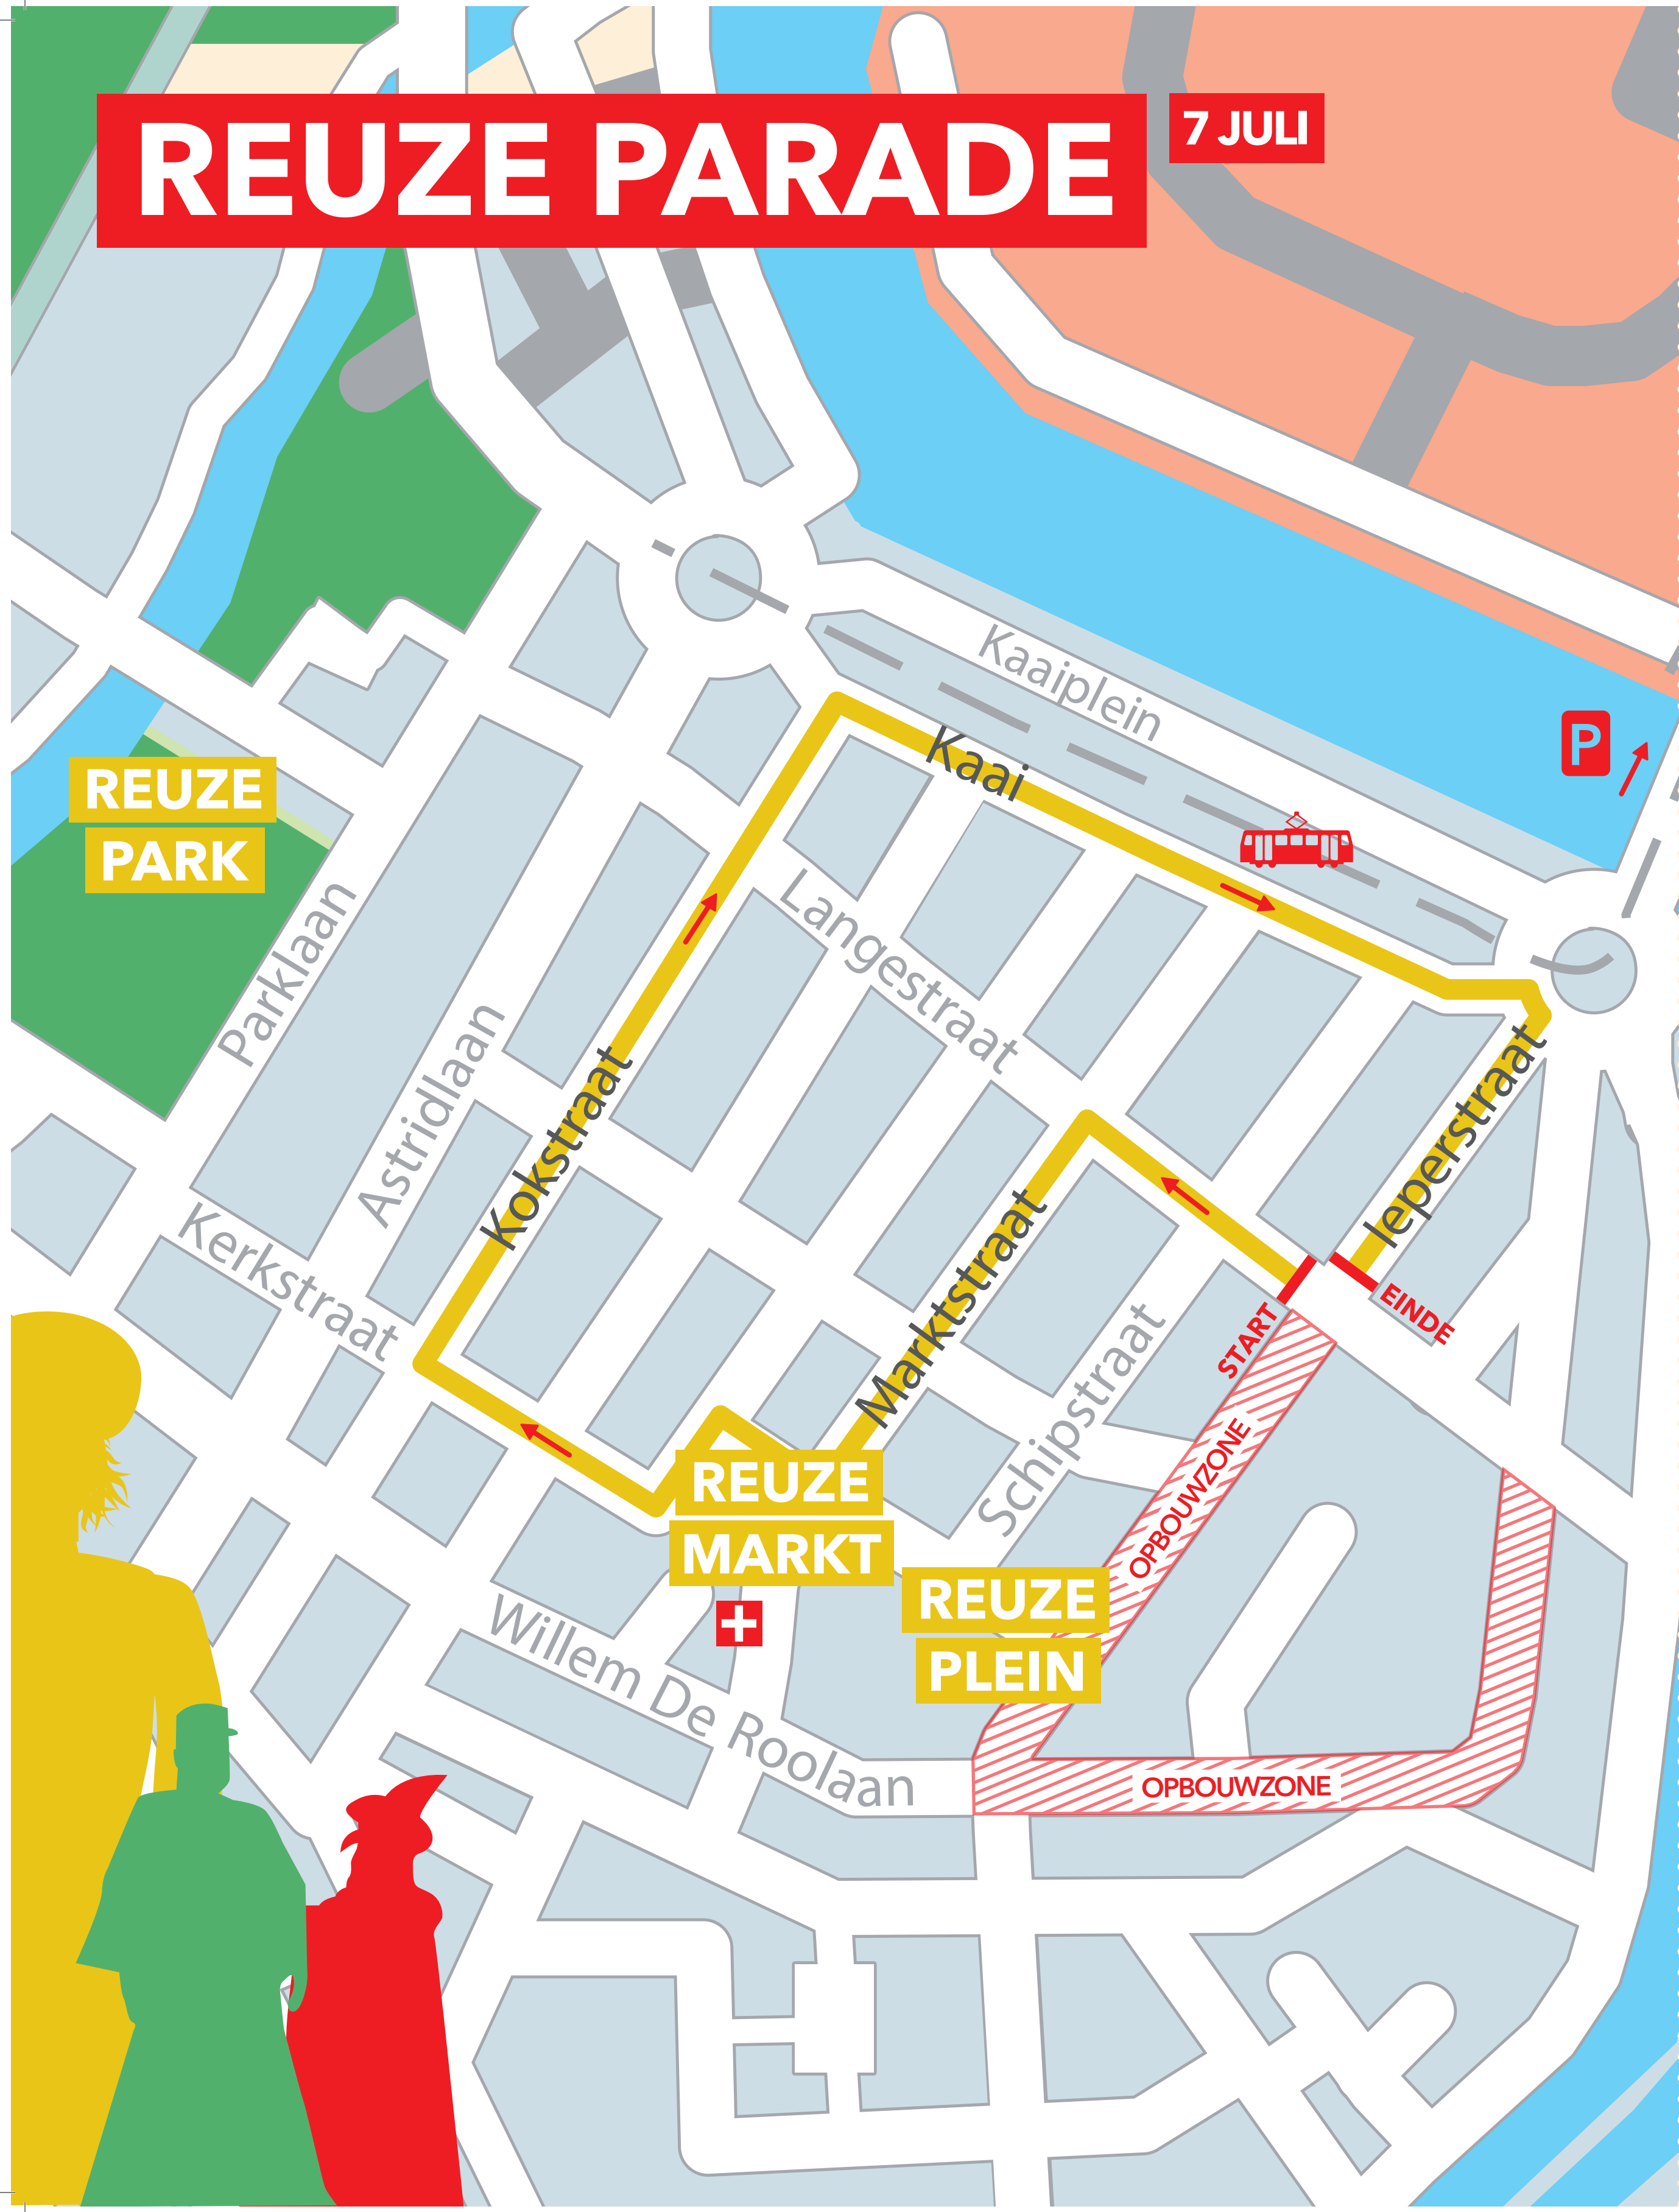 REUZE PARADE
7 JULI
Kaaiplein
P
Kaai
REUZE
PARK
Langestraat
Parklaan
Astridlaan
Kokstraat
Ieperstraat
Kerkstraat
Marktstraat
Schipstraat
START
EINDE
OPBOUWZONE
REUZE
MARKT
REUZE
PLEIN
Willem De Roolaan
OPBOUWZONE